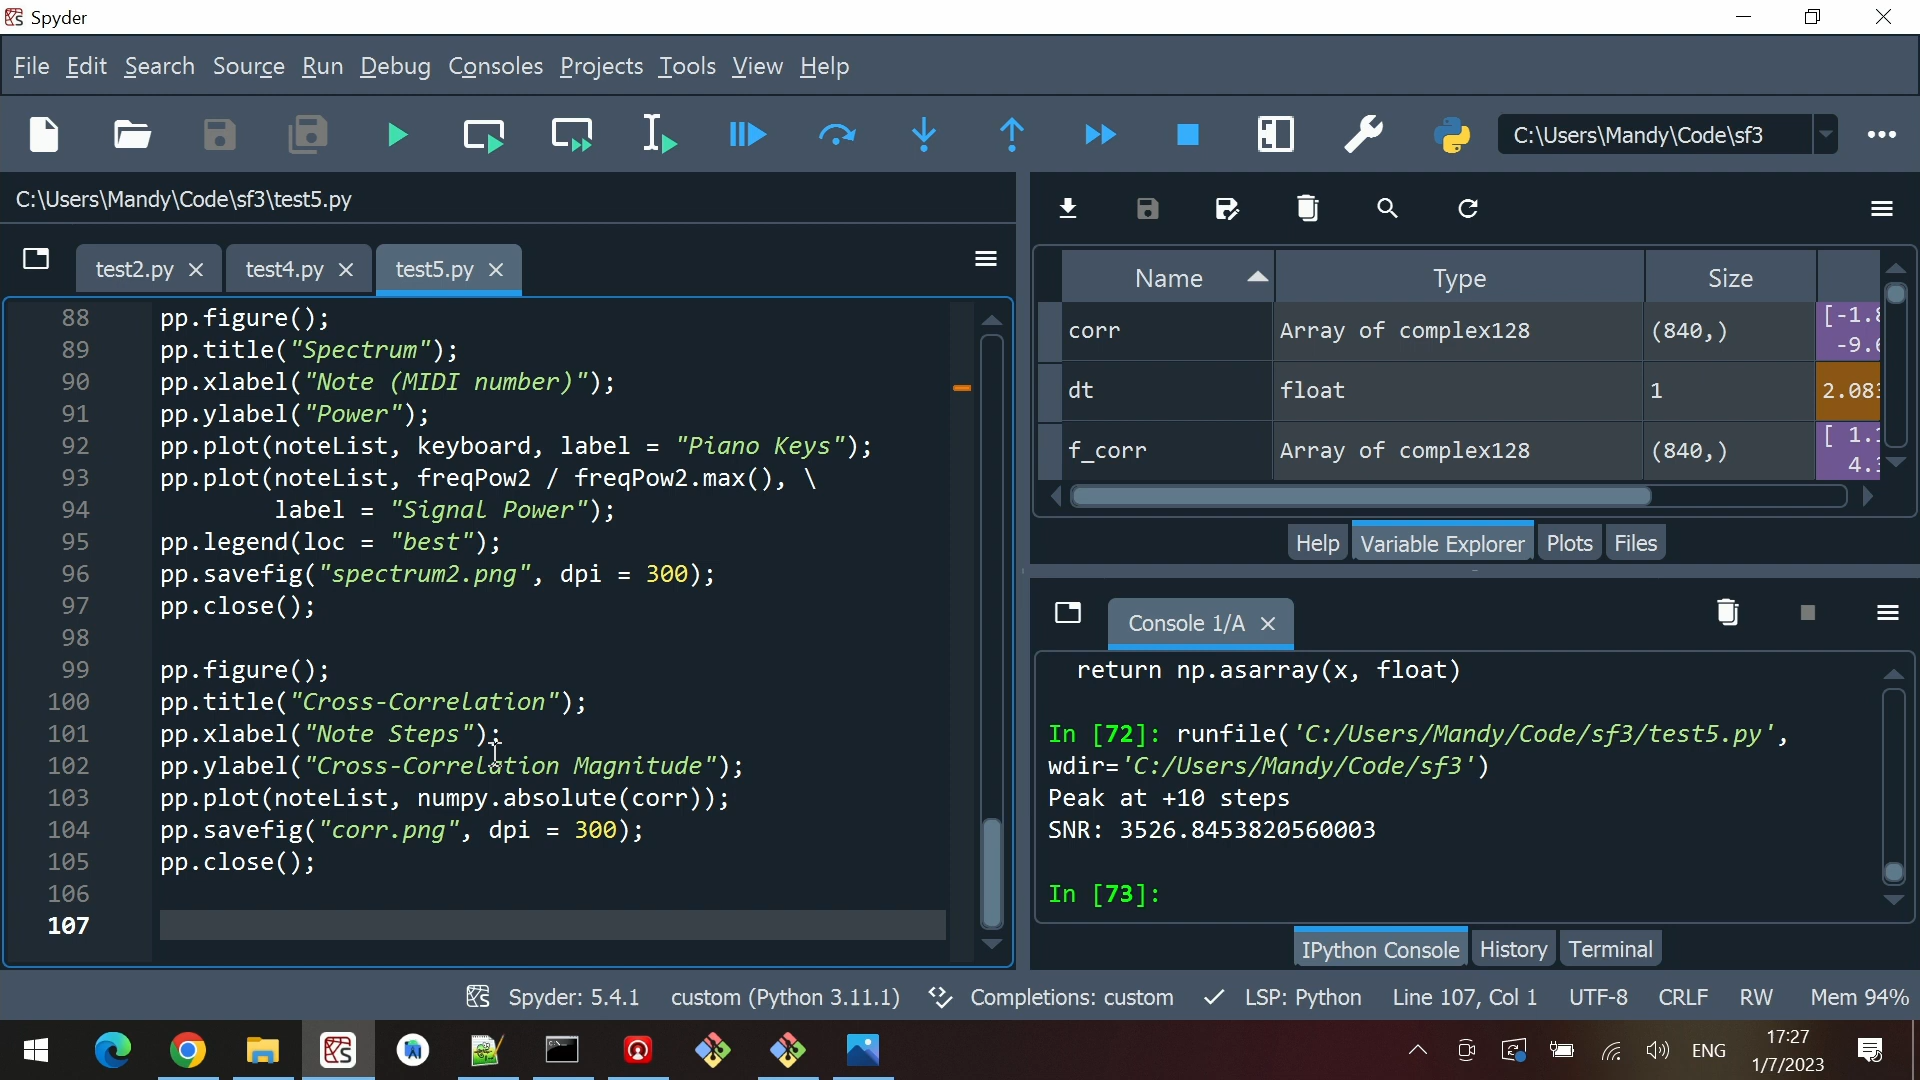 Spyder
File Edit Search Source Run Debug Consoles Projects Tools View Help
C:\Users\Mandy\Code\sf3
C:\Users\Mandy\Code\sf3\test5.py
test2.py test4.py test5.py
88 pp.figure();
89 pp.title("Spectrum");
90 pp.xlabel("Note (MIDI number)");
91 pp.ylabel("Power");
92 pp.plot(noteList, keyboard, label = "Piano Keys");
93 pp.plot(noteList, freqPow2 / freqPow2.max(), \
94 label = "Signal Power");
95 pp.legend(loc = "best");
96 pp.savefig("spectrum2.png", dpi = 300);
97 pp.close();
98
99 pp.figure();
100 pp.title("Cross-Correlation");
101 pp.xlabel("Note Steps");
102 pp.ylabel("Cross-Correlation Magnitude");
103 pp.plot(noteList, numpy.absolute(corr));
104 pp.savefig("corr.png", dpi = 300);
105 pp.close();
106
107
Name Type Size
corr Array of complex128 (840,)
dt float 1
f_corr Array of complex128 (840,)
Help Variable Explorer Plots Files
Console 1/A
return np.asarray(x, float)
In [72]: runfile('C:/Users/Mandy/Code/sf3/test5.py',
wdir='C:/Users/Mandy/Code/sf3')
Peak at +10 steps
SNR: 3526.8453820560003
In [73]:
IPython Console History Terminal
Spyder: 5.4.1 custom (Python 3.11.1) Completions: custom LSP: Python Line 107, Col 1 UTF-8 CRLF RW Mem 94%
ENG
17:27
1/7/2023